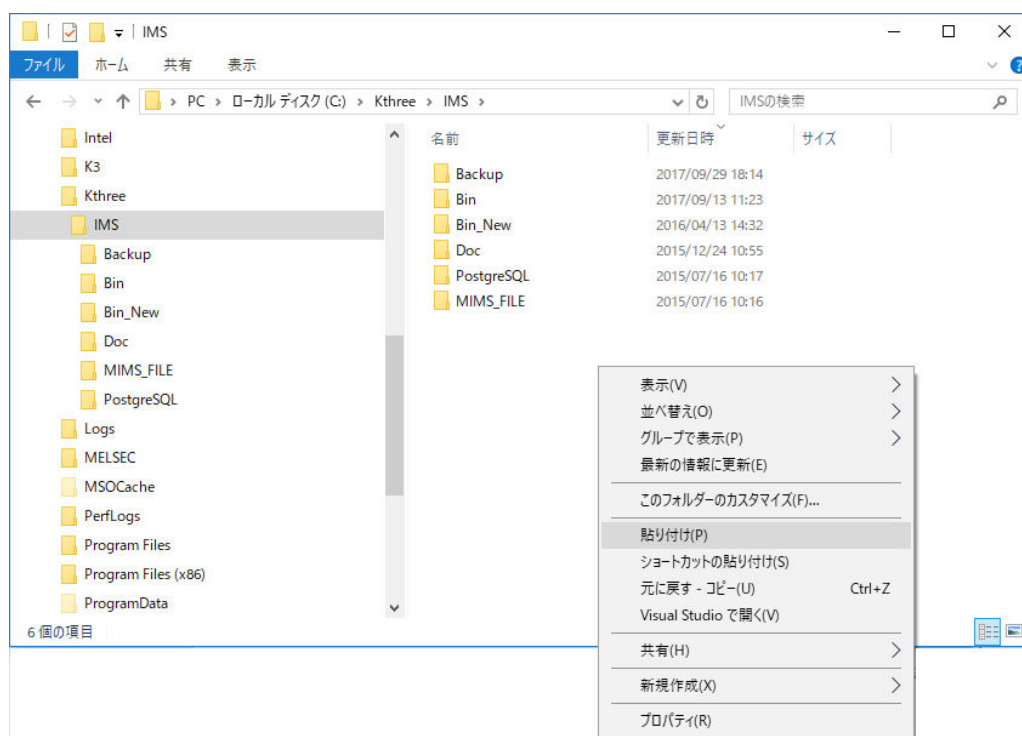 IMS
ファイル ホーム 共有 表示
PC › ローカル ディスク (C:) › Kthree › IMS › IMSの検索
Intel
K3
Kthree
IMS
Backup
Bin
Bin_New
Doc
MIMS_FILE
PostgreSQL
Logs
MELSEC
MSOCache
PerfLogs
Program Files
Program Files (x86)
ProgramData
名前 更新日時 サイズ
Backup 2017/09/29 18:14
Bin 2017/09/13 11:23
Bin_New 2016/04/13 14:32
Doc 2015/12/24 10:55
PostgreSQL 2015/07/16 10:17
MIMS_FILE 2015/07/16 10:16
表示(V)
並べ替え(O)
グループで表示(P)
最新の情報に更新(E)
このフォルダーのカスタマイズ(F)...
貼り付け(P)
ショートカットの貼り付け(S)
元に戻す - コピー(U) Ctrl+Z
Visual Studio で開く(V)
共有(H)
新規作成(X)
プロパティ(R)
6 個の項目